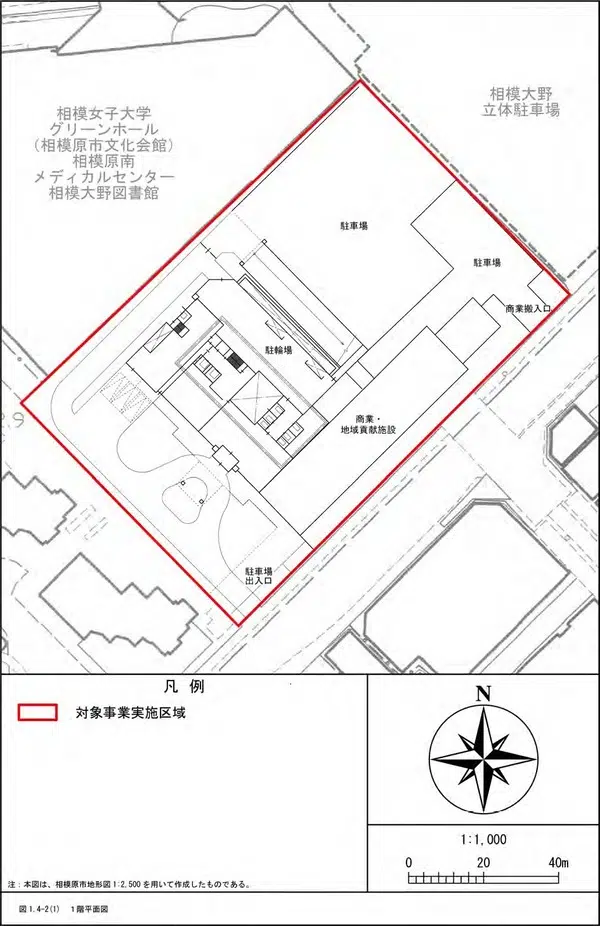 相模女子大学
グリーンホール
(相模原市文化会館)
相模原南
メディカルセンター
相模大野図書館
相模大野
立体駐車場
駐車場
駐車場
商業搬入口
駐輪場
商業・
地域貢献施設
駐車場
出入口
凡 例
対象事業実施区域
N
1:1,000
0 20 40m
注:本図は、相模原市地形図1:2,500を用いて作成したものである。
図1.4-2(1) 1階平面図